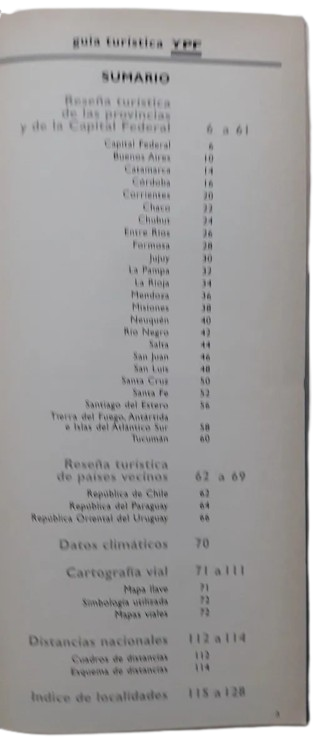 guía turística YPF
SUMARIO
Reseña turística
de las provincias
y de la Capital Federal 6 a 61
Capital Federal 6
Buenos Aires 10
Catamarca 14
Córdoba 16
Corrientes 20
Chaco 22
Chubut 24
Entre Ríos 26
Formosa 28
Jujuy 30
La Pampa 32
La Rioja 34
Mendoza 36
Misiones 38
Neuquén 40
Río Negro 42
Salta 44
San Juan 46
San Luis 48
Santa Cruz 50
Santa Fe 52
Santiago del Estero 56
Tierra del Fuego, Antártida
e Islas del Atlántico Sur 58
Tucumán 60
Reseña turística
de países vecinos 62 a 69
República de Chile 62
República del Paraguay 64
República Oriental del Uruguay 66
Datos climáticos 70
Cartografía vial 71 a 111
Mapa llave 71
Simbología utilizada 72
Mapas viales 72
Distancias nacionales 112 a 114
Cuadros de distancias 112
Esquema de distancias 114
Indice de localidades 115 a 128